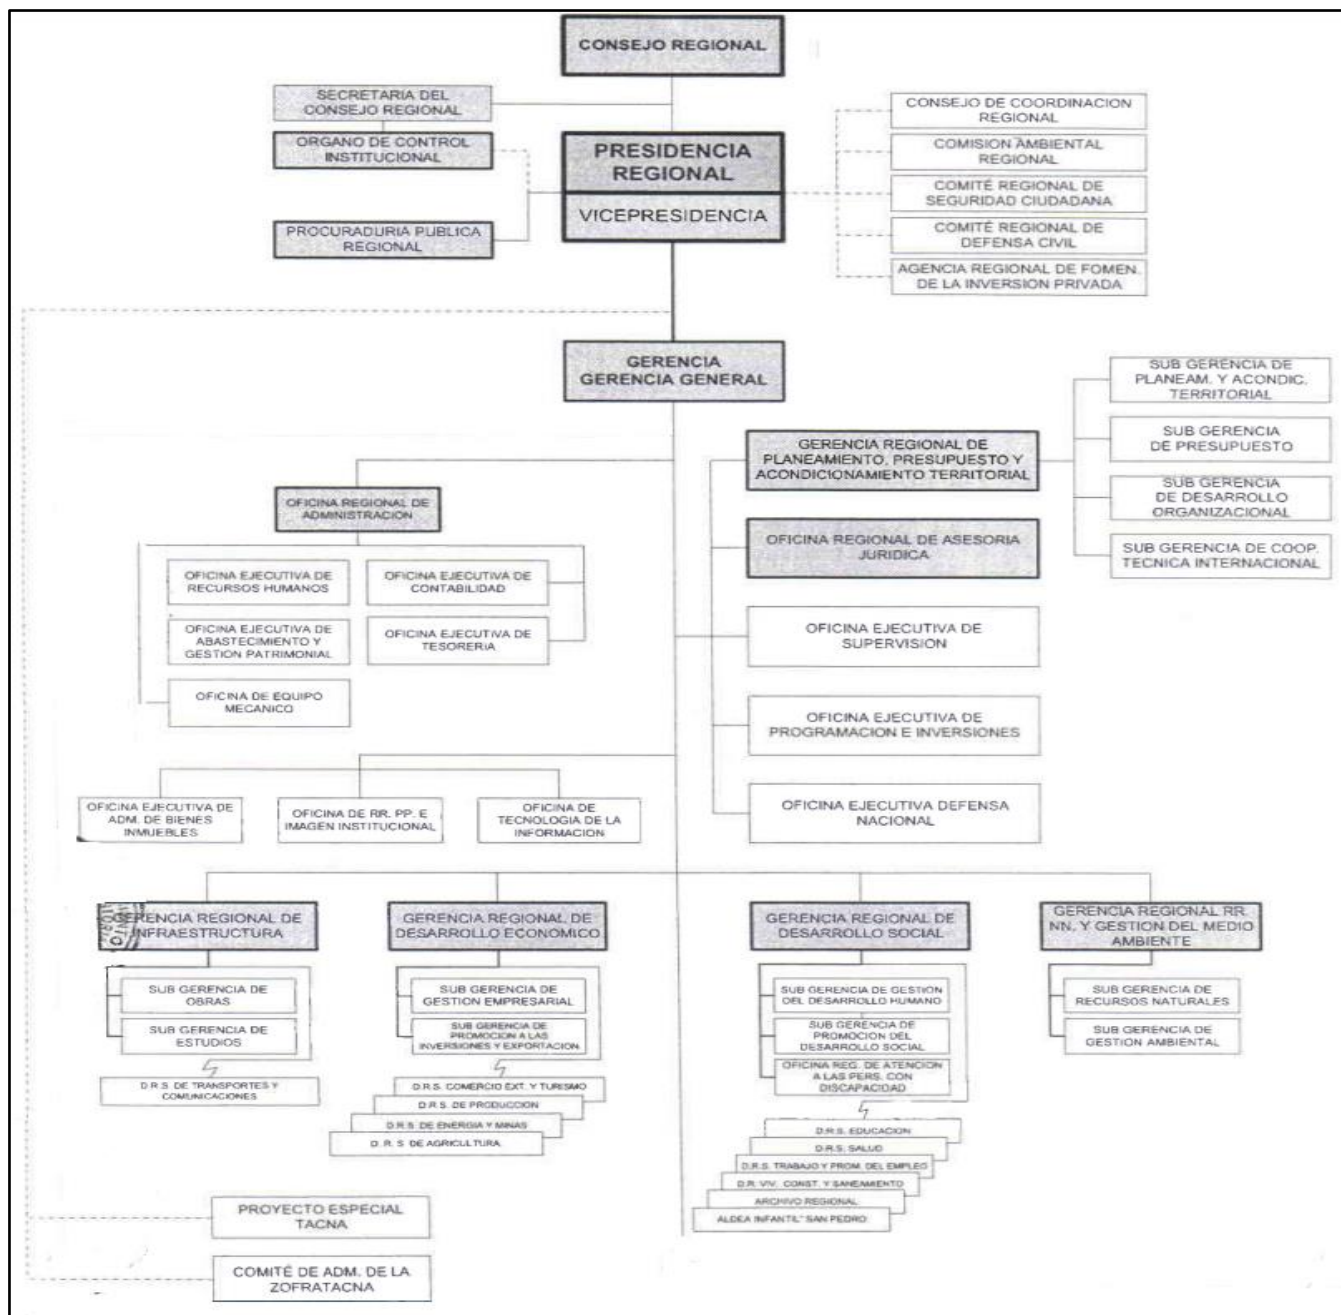 CONSEJO REGIONAL
SECRETARIA DEL
CONSEJO REGIONAL
ORGANO DE CONTROL
INSTITUCIONAL
PROCURADURIA PUBLICA
REGIONAL
PRESIDENCIA
REGIONAL
VICEPRESIDENCIA
CONSEJO DE COORDINACION
REGIONAL
COMISION AMBIENTAL
REGIONAL
COMITÉ REGIONAL DE
SEGURIDAD CIUDADANA
COMITÉ REGIONAL DE
DEFENSA CIVIL
AGENCIA REGIONAL DE FOMEN.
DE LA INVERSION PRIVADA
GERENCIA
GERENCIA GENERAL
GERENCIA REGIONAL DE
PLANEAMIENTO, PRESUPUESTO Y
ACONDICIONAMIENTO TERRITORIAL
SUB GERENCIA DE
PLANEAM. Y ACONDIC.
TERRITORIAL
SUB GERENCIA
DE PRESUPUESTO
SUB GERENCIA
DE DESARROLLO
ORGANIZACIONAL
SUB GERENCIA DE COOP.
TECNICA INTERNACIONAL
OFICINA REGIONAL DE
ADMINISTRACION
OFICINA EJECUTIVA DE
RECURSOS HUMANOS
OFICINA EJECUTIVA DE
CONTABILIDAD
OFICINA EJECUTIVA DE
ABASTECIMIENTO Y
GESTION PATRIMONIAL
OFICINA EJECUTIVA DE
TESORERIA
OFICINA DE EQUIPO
MECANICO
OFICINA REGIONAL DE ASESORIA
JURIDICA
OFICINA EJECUTIVA DE
SUPERVISION
OFICINA EJECUTIVA DE
PROGRAMACION E INVERSIONES
OFICINA EJECUTIVA DEFENSA
NACIONAL
OFICINA EJECUTIVA DE
ADM. DE BIENES
INMUEBLES
OFICINA DE RR. PP. E
IMAGEN INSTITUCIONAL
OFICINA DE
TECNOLOGIA DE LA
INFORMACION
GERENCIA REGIONAL DE
INFRAESTRUCTURA
SUB GERENCIA DE
OBRAS
SUB GERENCIA DE
ESTUDIOS
D.R.S. DE TRANSPORTES Y
COMUNICACIONES
GERENCIA REGIONAL DE
DESARROLLO ECONOMICO
SUB GERENCIA DE
GESTION EMPRESARIAL
SUB GERENCIA DE
PROMOCION A LAS
INVERSIONES Y EXPORTACION
D.R.S. COMERCIO EXT. Y TURISMO
D.R.S. DE PRODUCCION
D.R.S. DE ENERGIA Y MINAS
D. R. S DE AGRICULTURA
GERENCIA REGIONAL DE
DESARROLLO SOCIAL
SUB GERENCIA DE GESTION
DEL DESARROLLO HUMANO
SUB GERENCIA DE
PROMOCION DEL
DESARROLLO SOCIAL
OFICINA REG. DE ATENCION
A LAS PERS. CON
DISCAPACIDAD
D.R.S. EDUCACION
D.R.S. SALUD
D.R.S. TRABAJO Y PROM. DEL EMPLEO
D.R. VIV. CONST. Y SANEAMIENTO
ARCHIVO REGIONAL
ALDEA INFANTIL" SAN PEDRO
GERENCIA REGIONAL RR.
NN. Y GESTION DEL MEDIO
AMBIENTE
SUB GERENCIA DE
RECURSOS NATURALES
SUB GERENCIA DE
GESTION AMBIENTAL
PROYECTO ESPECIAL
TACNA
COMITÉ DE ADM. DE LA
ZOFRATACNA